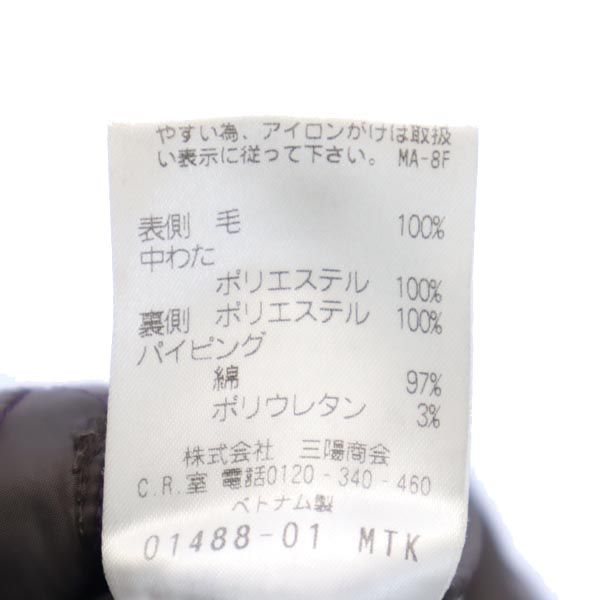 やすい為、アイロンがけは取扱
い表示に従って下さい。 MA-8F
表側 毛 100%
中わた
ポリエステル 100%
裏側 ポリエステル 100%
パイピング
綿 97%
ポリウレタン 3%
株式会社 三陽商会
C.R.室 電話0120-340-460
ベトナム製
01488-01 MTK